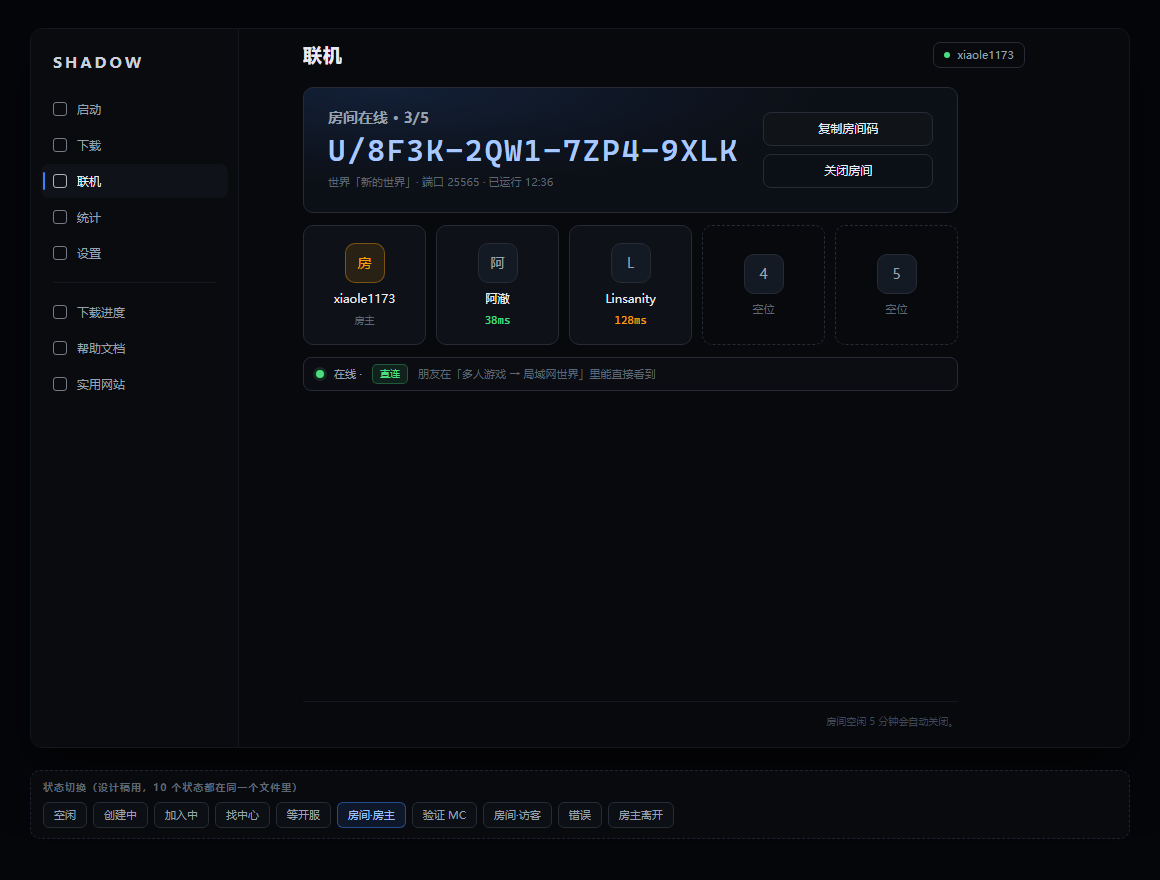 SHADOW
启动
下载
联机
统计
设置
下载进度
帮助文档
实用网站
联机
xiaole1173
房间在线 • 3/5
U/8F3K-2QW1-7ZP4-9XLK
世界「新的世界」 · 端口 25565 · 已运行 12:36
复制房间码
关闭房间
房
xiaole1173
房主
阿
阿澈
38ms
L
Linsanity
128ms
4
空位
5
空位
在线 · 直连 朋友在「多人游戏 → 局域网世界」里能直接看到
房间空闲 5 分钟会自动关闭。
状态切换（设计稿用，10 个状态都在同一个文件里）
空闲 创建中 加入中 找中心 等开服 房间·房主 验证 MC 房间·访客 错误 房主离开